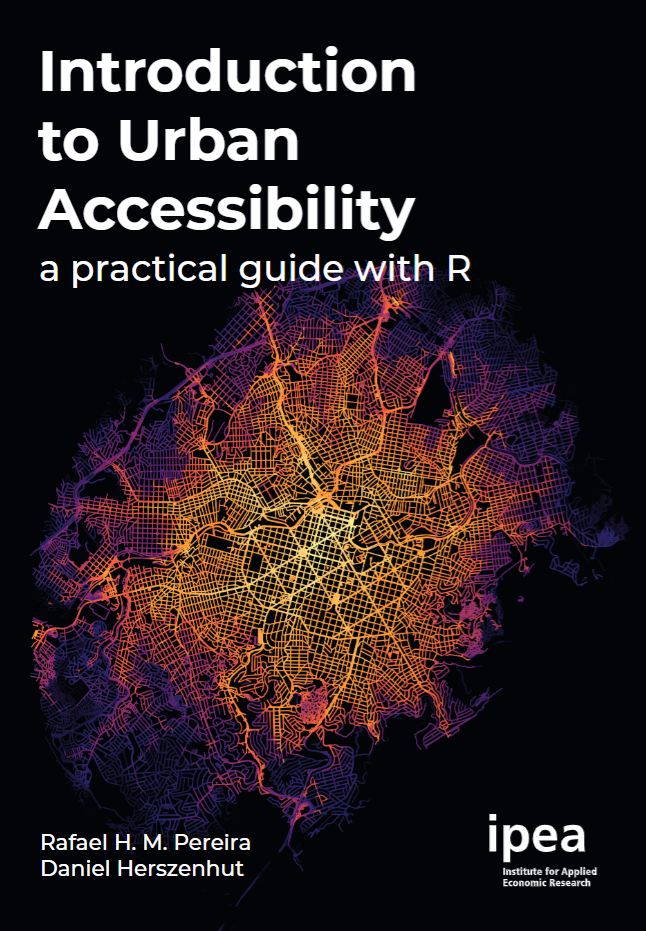 Introduction
to Urban
Accessibility
a practical guide with R
Rafael H. M. Pereira
Daniel Herszenhut
ipea
Institute for Applied
Economic Research